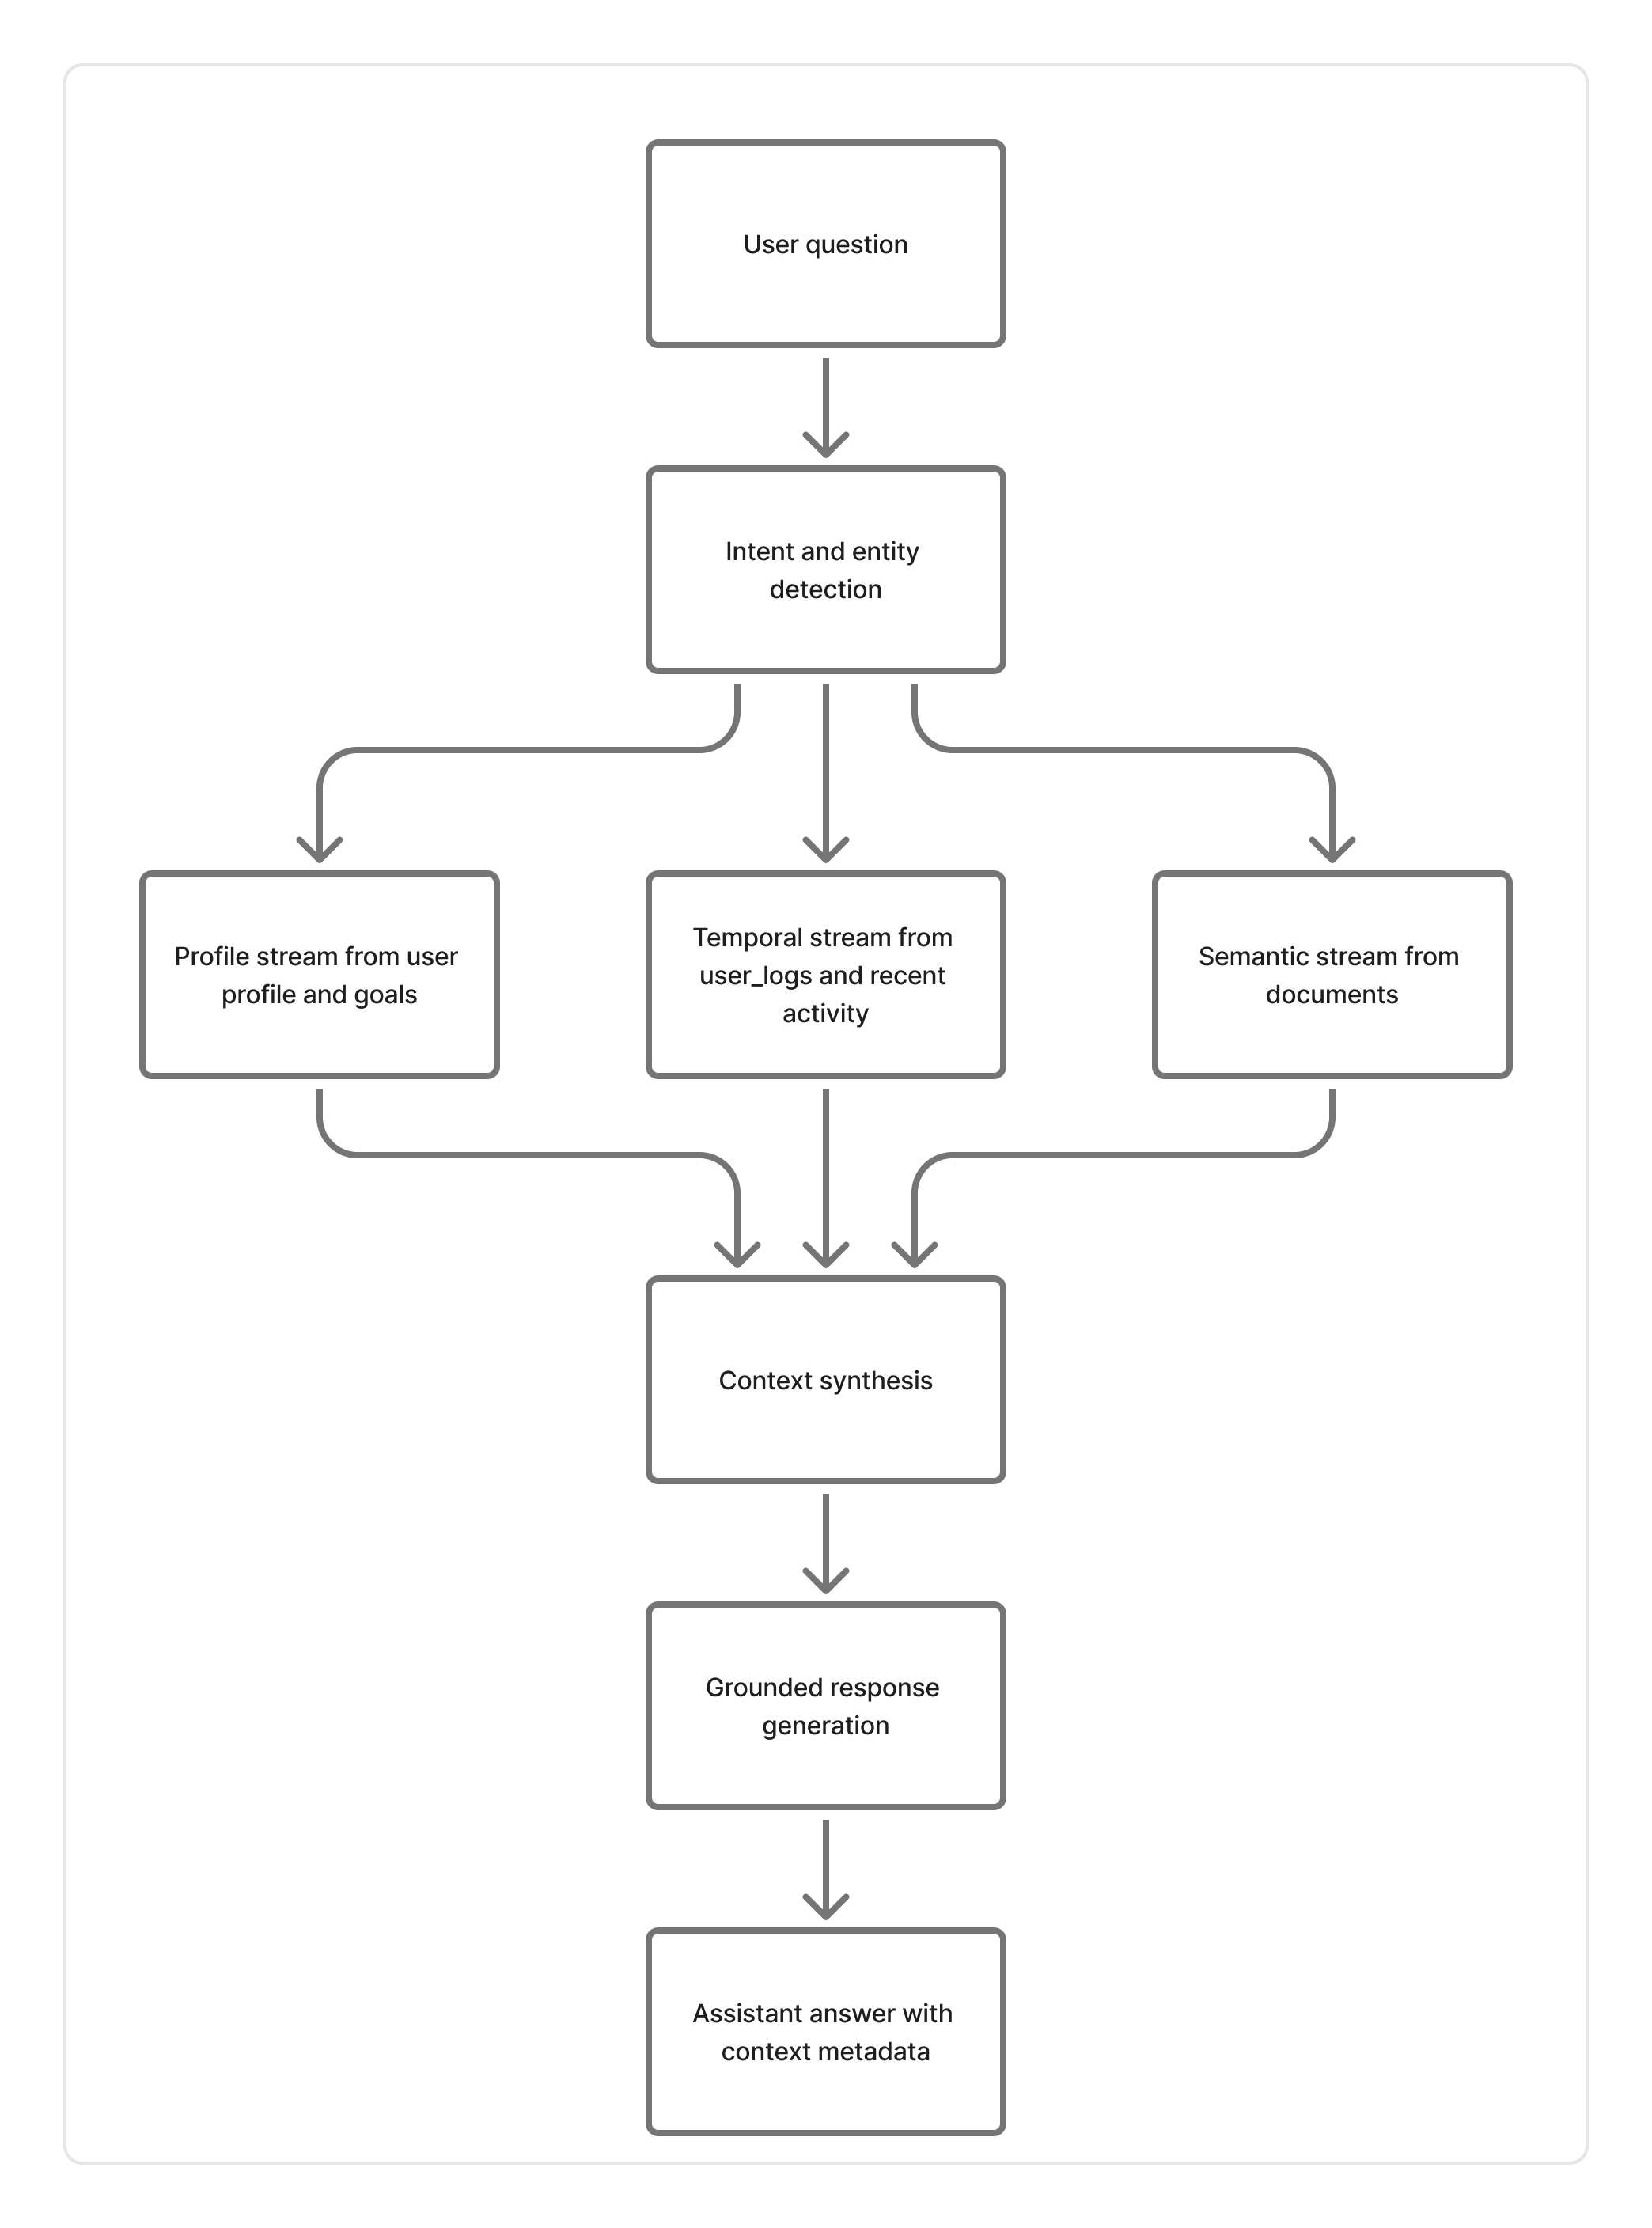 User question
Intent and entity
detection
Profile stream from user
profile and goals
Temporal stream from
user_logs and recent
activity
Semantic stream from
documents
Context synthesis
Grounded response
generation
Assistant answer with
context metadata